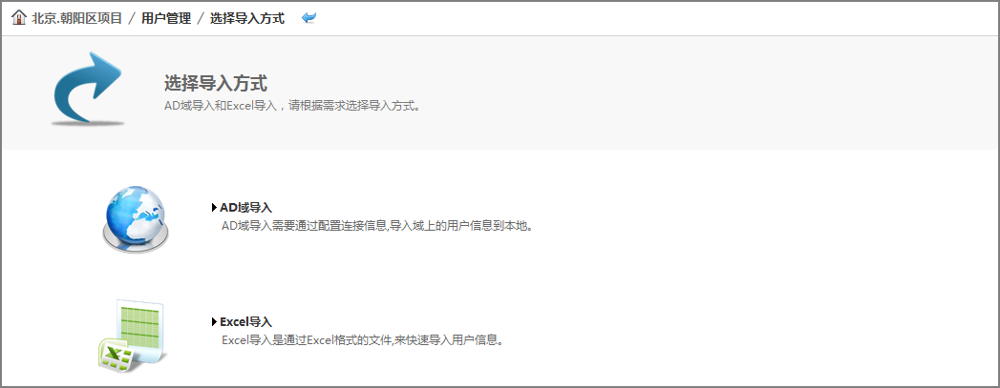 北京.朝阳区项目 / 用户管理 / 选择导入方式
选择导入方式
AD域导入和Excel导入，请根据需求选择导入方式。
AD域导入
AD域导入需要通过配置连接信息,导入域上的用户信息到本地。
Excel导入
Excel导入是通过Excel格式的文件,来快速导入用户信息。